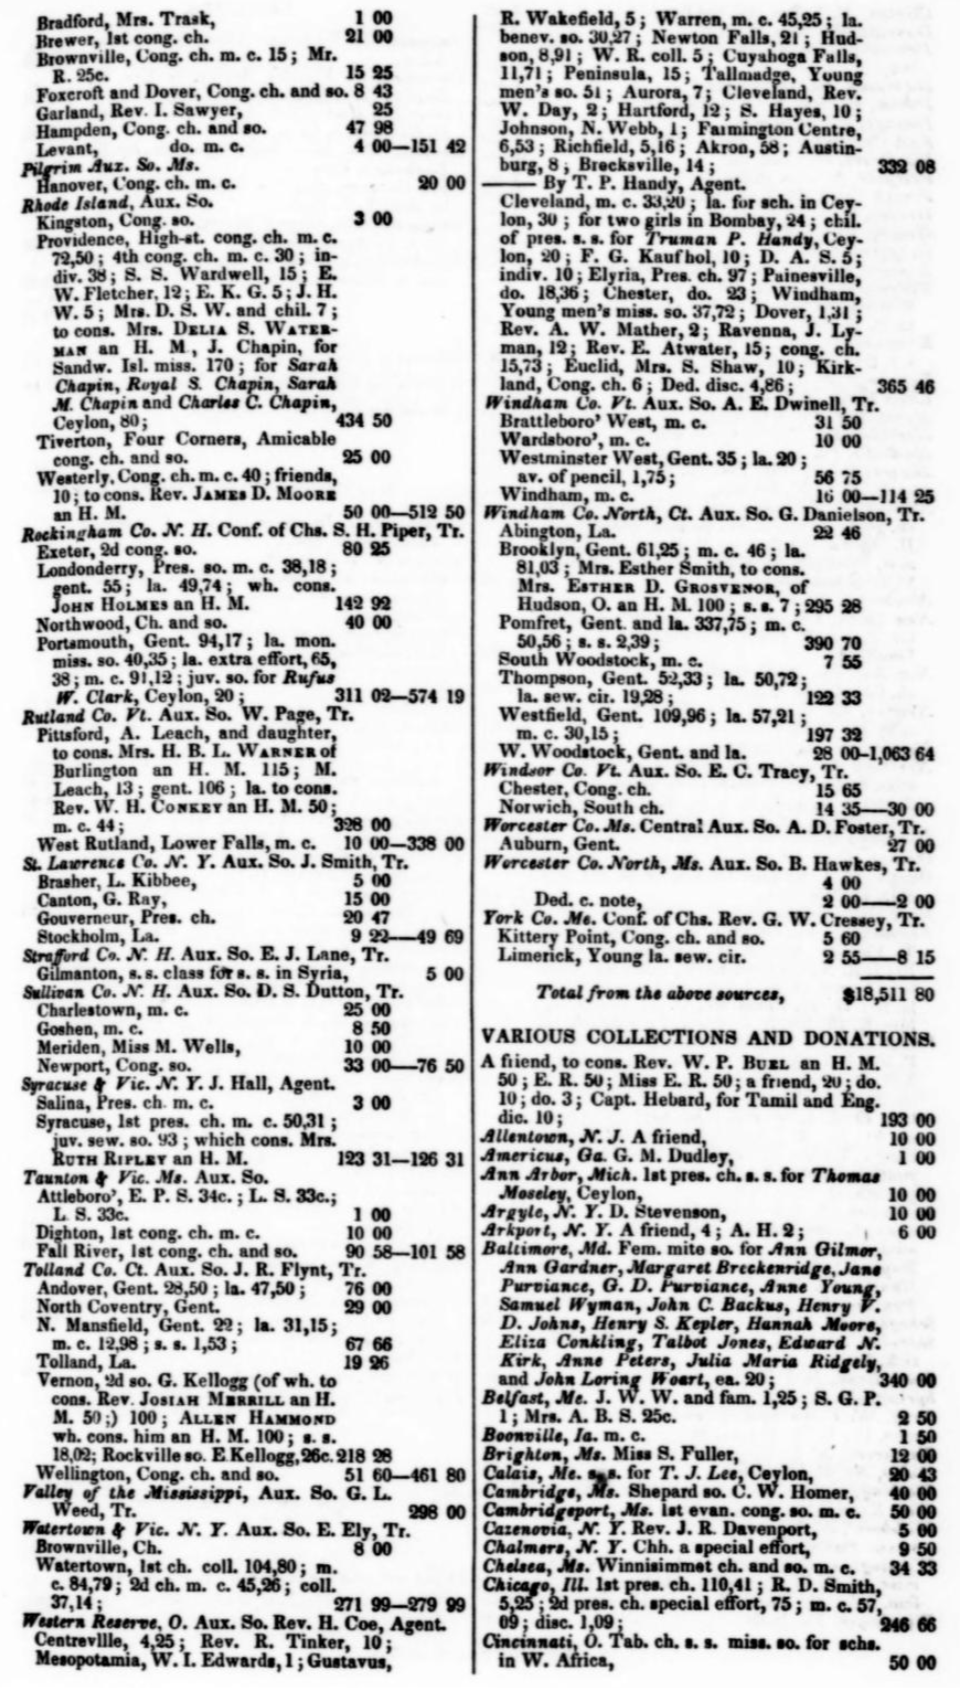 Bradford, Mrs. Trask, 1 00
Brewer, 1st cong. ch. 21 00
Brownville, Cong. ch. m. c. 15; Mr.
R. 25c. 15 25
Foxcroft and Dover, Cong. ch. and so. 8 43
Garland, Rev. I. Sawyer, 25
Hampden, Cong. ch. and so. 47 98
Levant, do. m. c. 4 00—151 42
Pilgrim Aux. So. Ms.
Hanover, Cong. ch. m. c. 20 00
Rhode Island, Aux. So.
Kingston, Cong. so. 3 00
Providence, High-st. cong. ch. m. c.
72,50; 4th cong. ch. m. c. 30; in-
div. 38; S. S. Wardwell, 15; E.
W. Fletcher, 12; E. K. G. 5; J. H.
W. 5; Mrs. D. S. W. and chil. 7;
to cons. Mrs. DELIA S. WATER-
MAN an H. M, J. Chapin, for
Sandw. Isl. miss. 170; for Sarah
Chapin, Royal S. Chapin, Sarah
M. Chapin and Charles C. Chapin,
Ceylon, 80; 434 50
Tiverton, Four Corners, Amicable
cong. ch. and so. 25 00
Westerly, Cong. ch. m. c. 40; friends,
10; to cons. Rev. JAMES D. MOORE
an H. M. 50 00—512 50
Rockingham Co. N. H. Conf. of Chs. S. H. Piper, Tr.
Exeter, 2d cong. so. 80 25
Londonderry, Pres. so. m. c. 38,18;
gent. 55; la. 49,74; wh. cons.
JOHN HOLMES an H. M. 142 92
Northwood, Ch. and so. 40 00
Portsmouth, Gent. 94,17; la. mon.
miss. so. 40,35; la. extra effort, 65,
38; m. c. 91,12; juv. so. for Rufus
W. Clark, Ceylon, 20; 311 02—574 19
Rutland Co. Vt. Aux. So. W. Page, Tr.
Pittsford, A. Leach, and daughter,
to cons. Mrs. H. B. L. WARNER of
Burlington an H. M. 115; M.
Leach, 13; gent. 106; la. to cons.
Rev. W. H. CONKEY an H. M. 50;
m. c. 44; 328 00
West Rutland, Lower Falls, m. c. 10 00—338 00
St. Lawrence Co. N. Y. Aux. So. J. Smith, Tr.
Brasher, L. Kibbee, 5 00
Canton, G. Ray, 15 00
Gouverneur, Pres. ch. 20 47
Stockholm, La. 9 22—49 69
Strafford Co. N. H. Aux. So. E. J. Lane, Tr.
Gilmanton, s. s. class for s. s. in Syria, 5 00
Sullivan Co. N. H. Aux. So. D. S. Dutton, Tr.
Charlestown, m. c. 25 00
Goshen, m. c. 8 50
Meriden, Miss M. Wells, 10 00
Newport, Cong. so. 33 00—76 50
Syracuse & Vic. N. Y. J. Hall, Agent.
Salina, Pres. ch. m. c. 3 00
Syracuse, 1st pres. ch. m. c. 50,31;
juv. sew. so. 93; which cons. Mrs.
RUTH RIPLEY an H. M. 123 31—126 31
Taunton & Vic. Ms. Aux. So.
Attleboro', E. P. S. 34c.; L. S. 33c.;
L. S. 33c. 1 00
Dighton, 1st cong. ch. m. c. 10 00
Fall River, 1st cong. ch. and so. 90 58—101 58
Tolland Co. Ct. Aux. So. J. R. Flynt, Tr.
Andover, Gent. 28,50; la. 47,50; 76 00
North Coventry, Gent. 29 00
N. Mansfield, Gent. 22; la. 31,15;
m. c. 12,98; s. s. 1,53; 67 66
Tolland, La. 19 26
Vernon, 2d so. G. Kellogg (of wh. to
cons. Rev. JOSIAH MERRILL an H.
M. 50;) 100; ALLEN HAMMOND
wh. cons. him an H. M. 100; s. s.
18,02; Rockville so. E Kellogg, 26c. 218 28
Wellington, Cong. ch. and so. 51 60—461 80
Valley of the Mississippi, Aux. So. G. L.
Weed, Tr. 298 00
Watertown & Vic. N. Y. Aux. So. E. Ely, Tr.
Brownville, Ch. 8 00
Watertown, 1st ch. coll. 104,80; m.
c. 84,79; 2d ch. m. c. 45,26; coll.
37,14; 271 99—279 99
Western Reserve, O. Aux. So. Rev. H. Coe, Agent.
Centreville, 4,25; Rev. R. Tinker, 10;
Mesopotamia, W. I. Edwards, 1; Gustavus,
R. Wakefield, 5; Warren, m. c. 45,25; la.
benev. so. 30,27; Newton Falls, 21; Hud-
son, 8,91; W. R. coll. 5; Cuyahoga Falls,
11,71; Peninsula, 15; Tallmadge, Young
men's so. 51; Aurora, 7; Cleveland, Rev.
W. Day, 2; Hartford, 12; S. Hayes, 10;
Johnson, N. Webb, 1; Farmington Centre,
6,53; Richfield, 5,16; Akron, 58; Austin-
burg, 8; Brecksville, 14; 332 08
—— By T. P. Handy, Agent.
Cleveland, m. c. 33,20; la. for sch. in Cey-
lon, 30; for two girls in Bombay, 24; chil.
of pres. s. s. for Truman P. Handy, Cey-
lon, 20; F. G. Kaufhol, 10; D. A. S. 5;
indiv. 10; Elyria, Pres. ch. 97; Painesville,
do. 18,36; Chester, do. 23; Windham,
Young men's miss. so. 37,72; Dover, 1,31;
Rev. A. W. Mather, 2; Ravenna, J. Ly-
man, 12; Rev. E. Atwater, 15; cong. ch.
15,73; Euclid, Mrs. S. Shaw, 10; Kirk-
land, Cong. ch. 6; Ded. disc. 4,86; 365 46
Windham Co. Vt. Aux. So. A. E. Dwinell, Tr.
Brattleboro' West, m. c. 31 50
Wardsboro', m. c. 10 00
Westminster West, Gent. 35; la. 20;
av. of pencil, 1,75; 56 75
Windham, m. c. 16 00—114 25
Windham Co. North, Ct. Aux. So. G. Danielson, Tr.
Abington, La. 22 46
Brooklyn, Gent. 61,25; m. c. 46; la.
81,03; Mrs. Esther Smith, to cons.
Mrs. ESTHER D. GROSVENOR, of
Hudson, O. an H. M. 100; s. s. 7; 295 28
Pomfret, Gent. and la. 337,75; m. c.
50,56; s. s. 2,39; 390 70
South Woodstock, m. c. 7 55
Thompson, Gent. 52,33; la. 50,72;
la. sew. cir. 19,28; 122 33
Westfield, Gent. 109,96; la. 57,21;
m. c. 30,15; 197 32
W. Woodstock, Gent. and la. 28 00-1,063 64
Windsor Co. Vt. Aux. So. E. C. Tracy, Tr.
Chester, Cong. ch. 15 65
Norwich, South ch. 14 35—30 00
Worcester Co. Ms. Central Aux. So. A. D. Foster, Tr.
Auburn, Gent. 27 00
Worcester Co. North, Ms. Aux. So. B. Hawkes, Tr.
4 00
Ded. c. note, 2 00—2 00
York Co. Me. Conf. of Chs. Rev. G. W. Cressey, Tr.
Kittery Point, Cong. ch. and so. 5 60
Limerick, Young la. sew. cir. 2 55—8 15
Total from the above sources, $18,511 80
VARIOUS COLLECTIONS AND DONATIONS.
A friend, to cons. Rev. W. P. BUEL an H. M.
50; E. R. 50; Miss E. R. 50; a friend, 20; do.
10; do. 3; Capt. Hebard, for Tamil and Eng.
dic. 10; 193 00
Allentown, N. J. A friend, 10 00
Americus, Ga. G. M. Dudley, 1 00
Ann Arbor, Mich. 1st pres. ch. s. s. for Thomas
Moseley, Ceylon, 10 00
Argyle, N. Y. D. Stevenson, 10 00
Arkport, N. Y. A friend, 4; A. H. 2; 6 00
Baltimore, Md. Fem. mite so. for Ann Gilmor,
Ann Gardner, Margaret Breckenridge, Jane
Purviance, G. D. Purviance, Anne Young,
Samuel Wyman, John C. Backus, Henry V.
D. Johns, Henry S. Kepler, Hannah Moore,
Eliza Conkling, Talbot Jones, Edward N.
Kirk, Anne Peters, Julia Maria Ridgely,
and John Loring Woart, ea. 20; 340 00
Belfast, Me. J. W. W. and fam. 1,25; S. G. P.
1; Mrs. A. B. S. 25c. 2 50
Boonville, Ia. m. c. 1 50
Brighton, Ms. Miss S. Fuller, 12 00
Calais, Me. s. s. for T. J. Lee, Ceylon, 20 43
Cambridge, Ms. Shepard so. C. W. Homer, 40 00
Cambridgeport, Ms. 1st evan. cong. so. m. c. 50 00
Cazenovia, N. Y. Rev. J. R. Davenport, 5 00
Chalmers, N. Y. Chh. a special effort, 9 50
Chelsea, Ms. Winnisimmet ch. and so. m. c. 34 33
Chicago, Ill. 1st pres. ch. 110,41; R. D. Smith,
5,25; 2d pres. ch. special effort, 75; m. c. 57,
09; disc. 1,09; 246 66
Cincinnati, O. Tab. ch. s. s. miss. so. for schs.
in W. Africa, 50 00